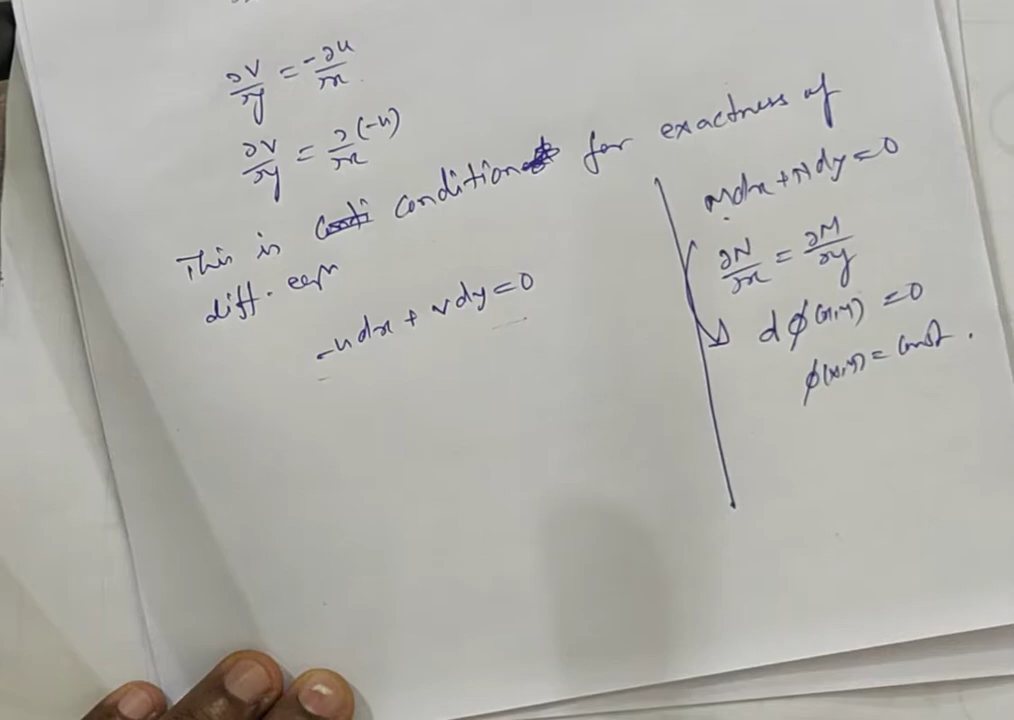 ∂V/∂y = -∂u/∂x
∂V/∂y = ∂(-u)/∂x
This is condition for exactness of
diff. eqn
-udx + vdy = 0
Mdx + Ndy = 0
∂N/∂x = ∂M/∂y
dϕ(x,y) = 0
ϕ(x,y) = const.